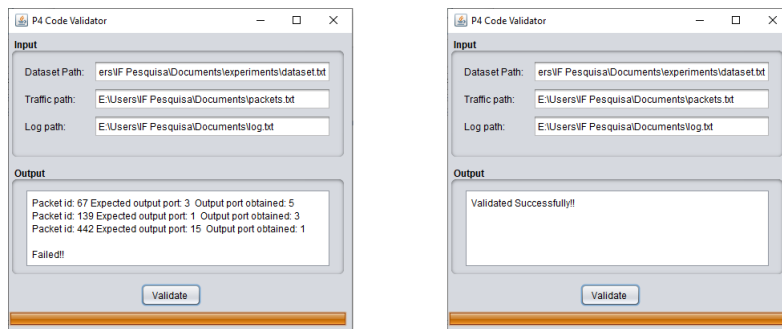 P4 Code Validator
Input
Dataset Path: ers\IF Pesquisa\Documents\experiments\dataset.txt
Traffic path: E:\Users\IF Pesquisa\Documents\packets.txt
Log path: E:\Users\IF Pesquisa\Documents\log.txt
Output
Packet id: 67 Expected output port: 3 Output port obtained: 5
Packet id: 139 Expected output port: 1 Output port obtained: 3
Packet id: 442 Expected output port: 15 Output port obtained: 1
Failed!!
Validate
P4 Code Validator
Input
Dataset Path: ers\IF Pesquisa\Documents\experiments\dataset.txt
Traffic path: E:\Users\IF Pesquisa\Documents\packets.txt
Log path: E:\Users\IF Pesquisa\Documents\log.txt
Output
Validated Successfully!!
Validate